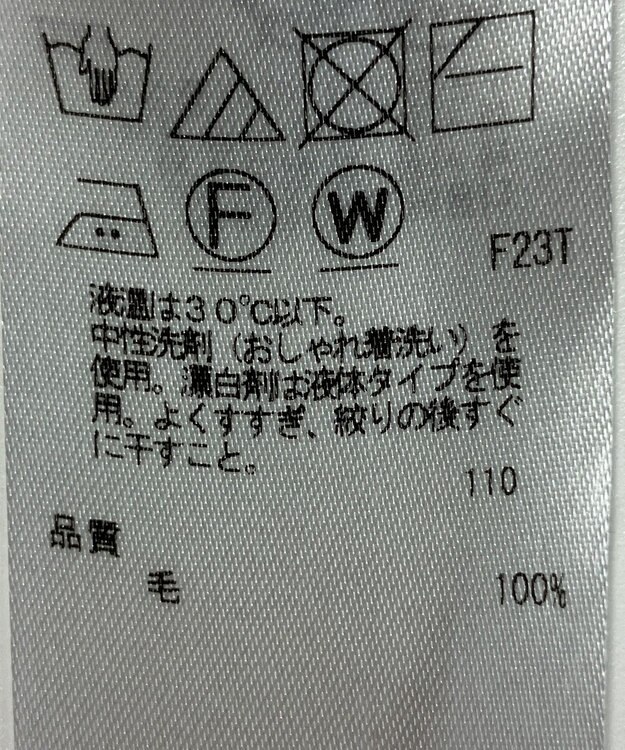 F
W
F23T
液温は30℃以下。
中性洗剤（おしゃれ着洗い）を
使用。漂白剤は液体タイプを使
用。よくすすぎ、絞りの後すぐ
に干すこと。
110
品質
毛 100%